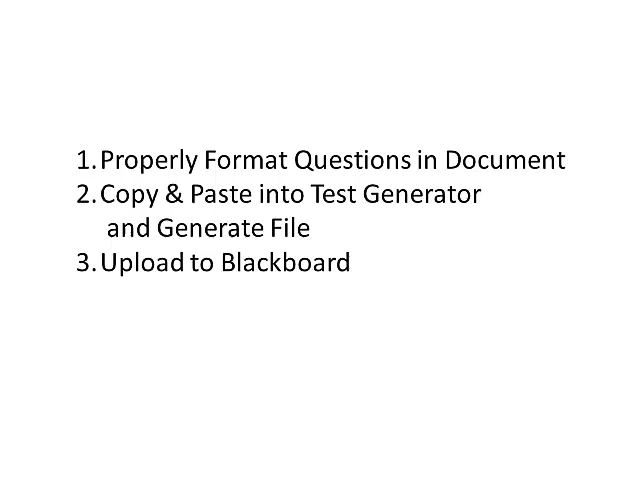 1.Properly Format Questions in Document
2.Copy & Paste into Test Generator
and Generate File
3.Upload to Blackboard